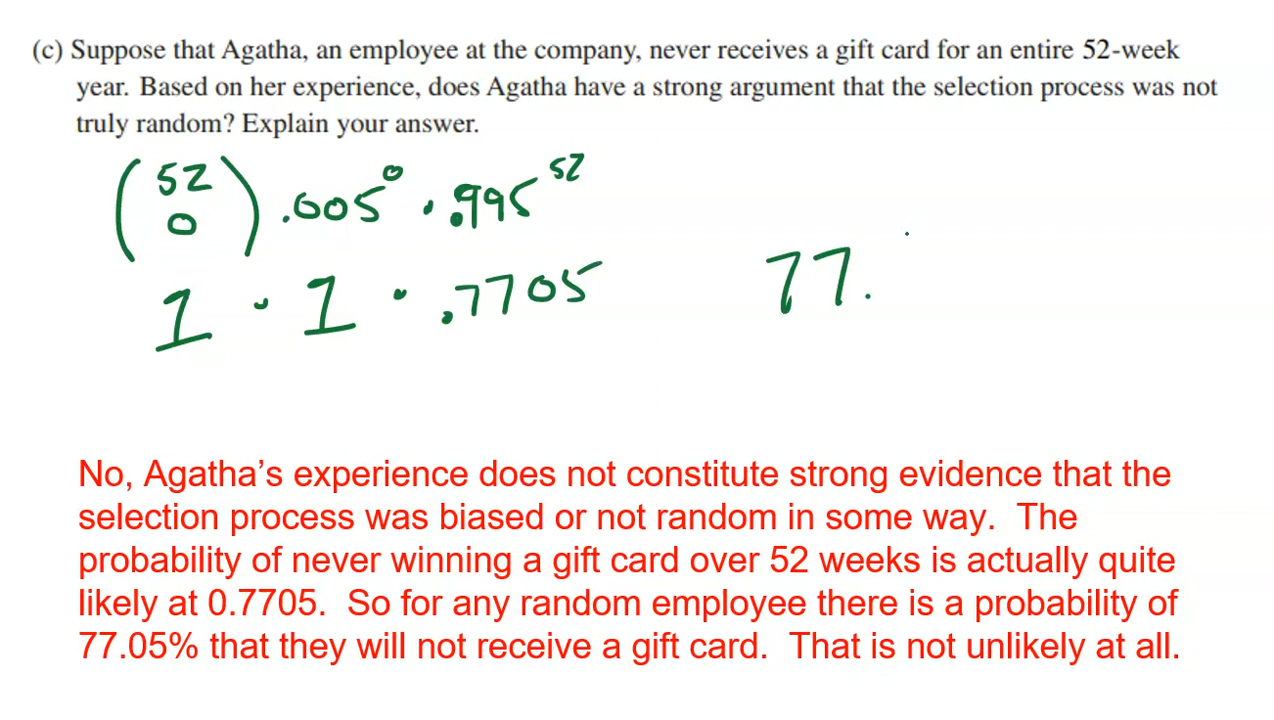 (c) Suppose that Agatha, an employee at the company, never receives a gift card for an entire 52-week
year. Based on her experience, does Agatha have a strong argument that the selection process was not
truly random? Explain your answer.
(52 0) .005^0 · .995^52
1 · 1 · .7705 77.
No, Agatha’s experience does not constitute strong evidence that the
selection process was biased or not random in some way. The
probability of never winning a gift card over 52 weeks is actually quite
likely at 0.7705. So for any random employee there is a probability of
77.05% that they will not receive a gift card. That is not unlikely at all.